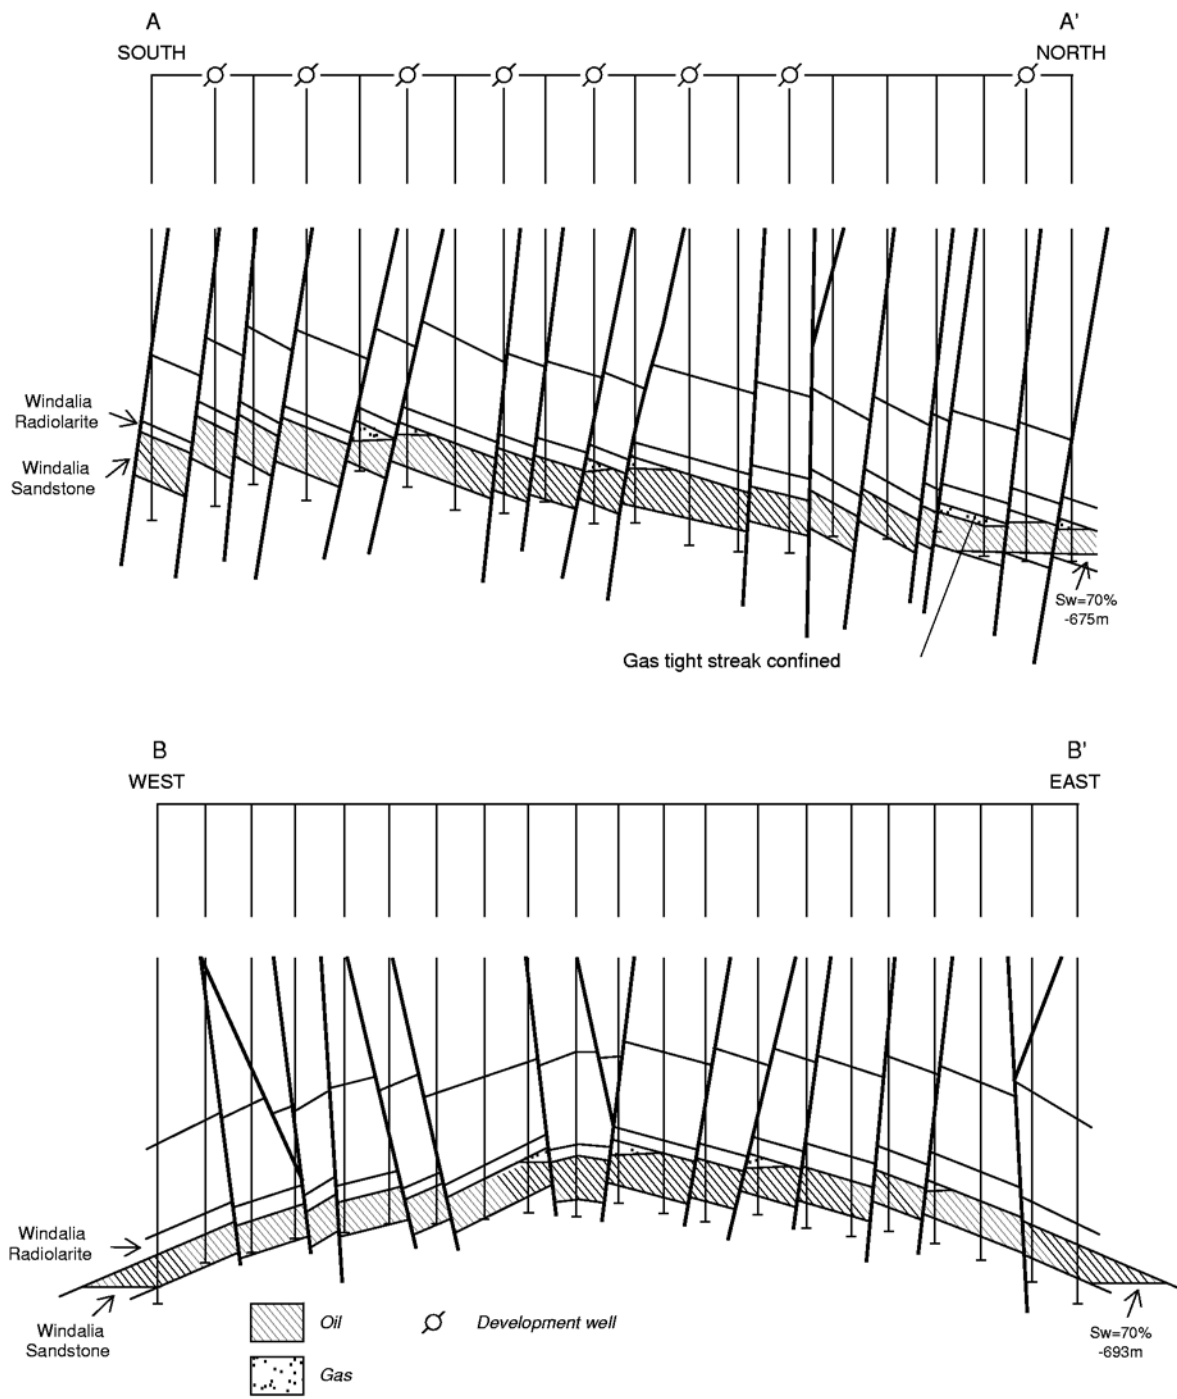 A
SOUTH
A'
NORTH
Windalia
Radiolarite
Windalia
Sandstone
Sw=70%
-675m
Gas tight streak confined
B
WEST
B'
EAST
Windalia
Radiolarite
Windalia
Sandstone
Oil
Development well
Gas
Sw=70%
-693m